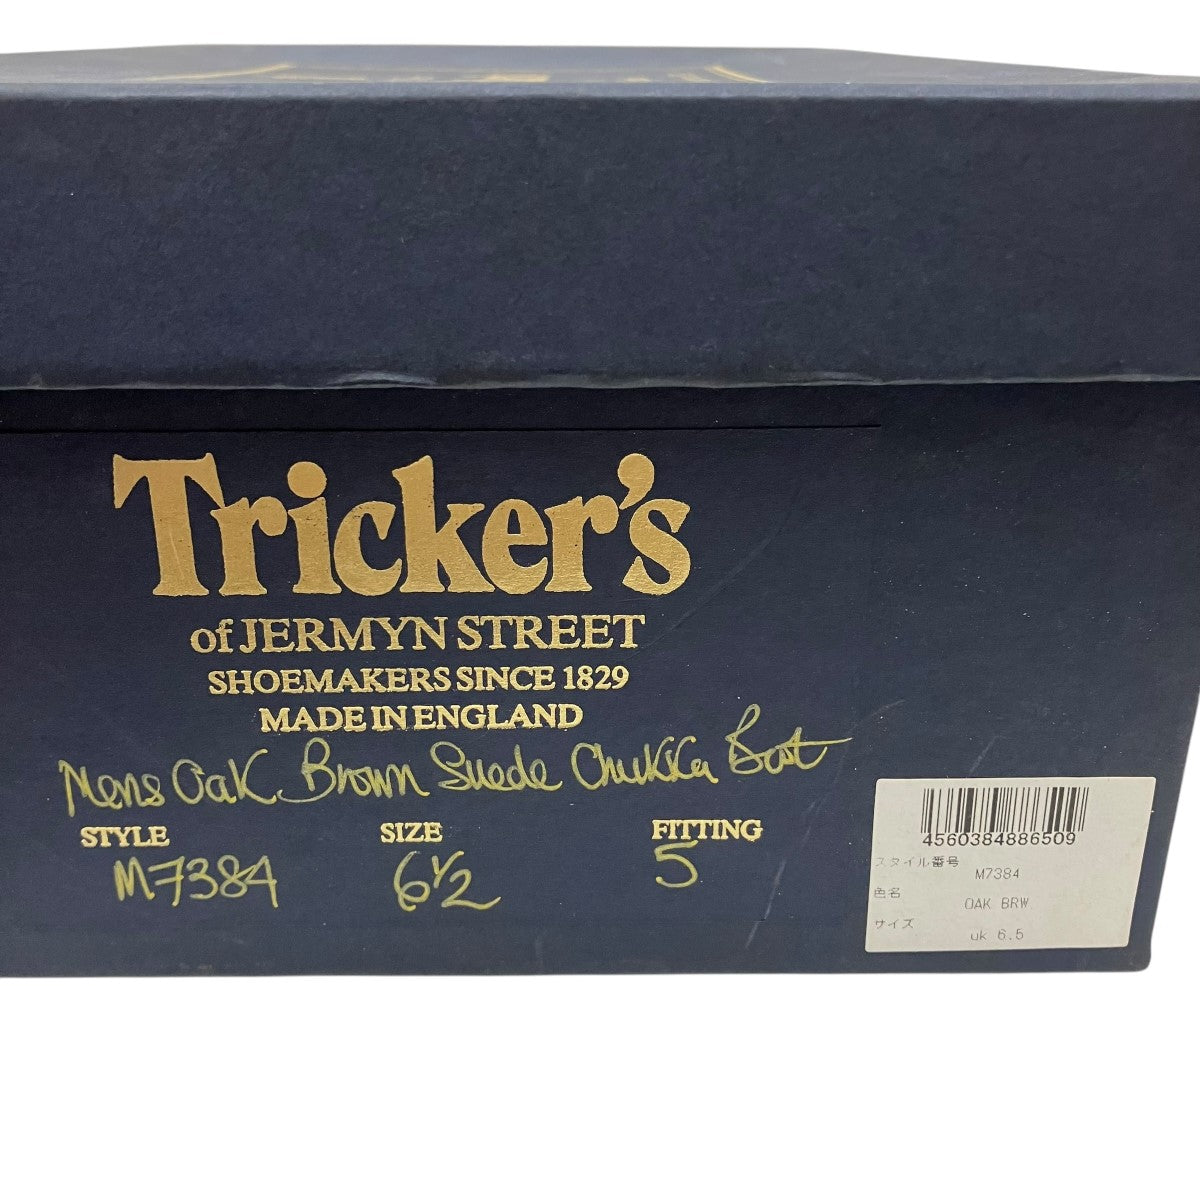 Tricker's
of JERMYN STREET
SHOEMAKERS SINCE 1829
MADE IN ENGLAND
Mens Oak Brown Suede Chukka Boot
STYLE SIZE FITTING
M7384 6½ 5
4560384886509
スタイル番号
M7384
色名
OAK BRW
サイズ
uk 6.5